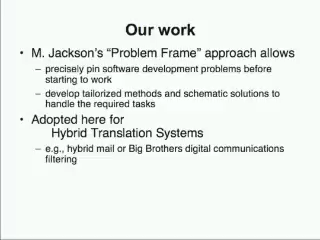 Our work
• M. Jackson's "Problem Frame" approach allows
– precisely pin software development problems before
starting to work
– develop tailorized methods and schematic solutions to
handle the required tasks
• Adopted here for
Hybrid Translation Systems
– e.g., hybrid mail or Big Brothers digital communications
filtering